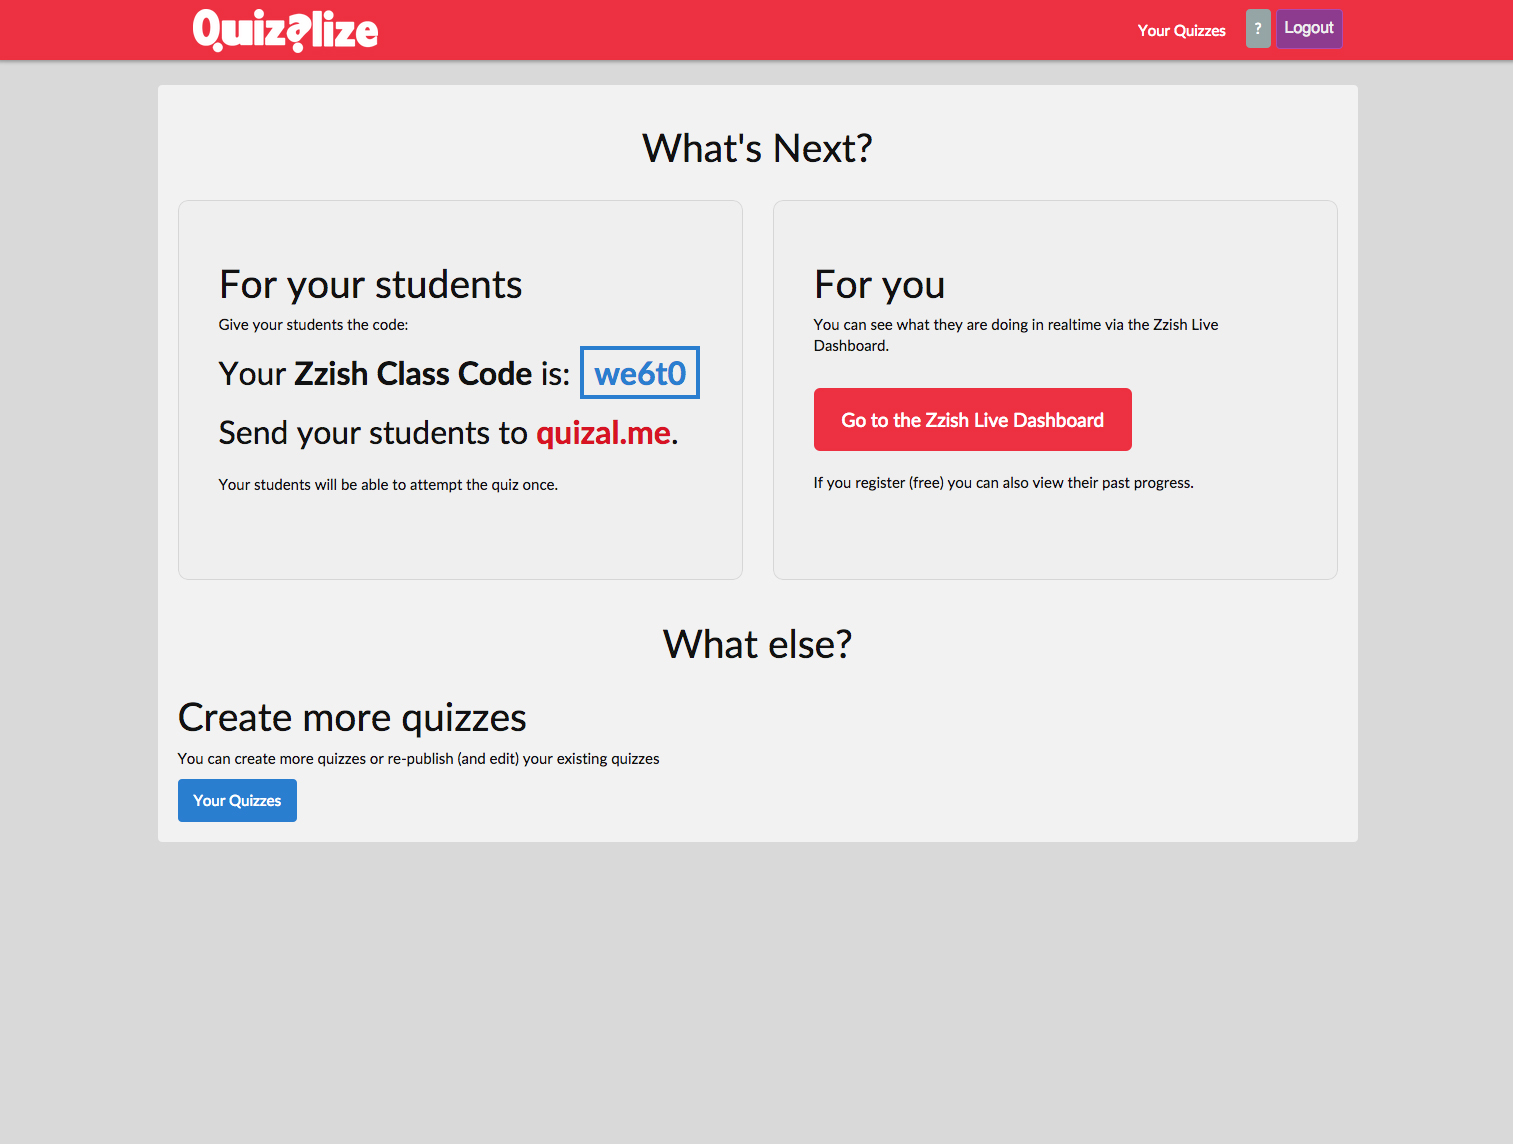 Quizalize
Your Quizzes
?
Logout
What's Next?
For your students
Give your students the code:
Your Zzish Class Code is: we6t0
Send your students to quizal.me.
Your students will be able to attempt the quiz once.
For you
You can see what they are doing in realtime via the Zzish Live
Dashboard.
Go to the Zzish Live Dashboard
If you register (free) you can also view their past progress.
What else?
Create more quizzes
You can create more quizzes or re-publish (and edit) your existing quizzes
Your Quizzes